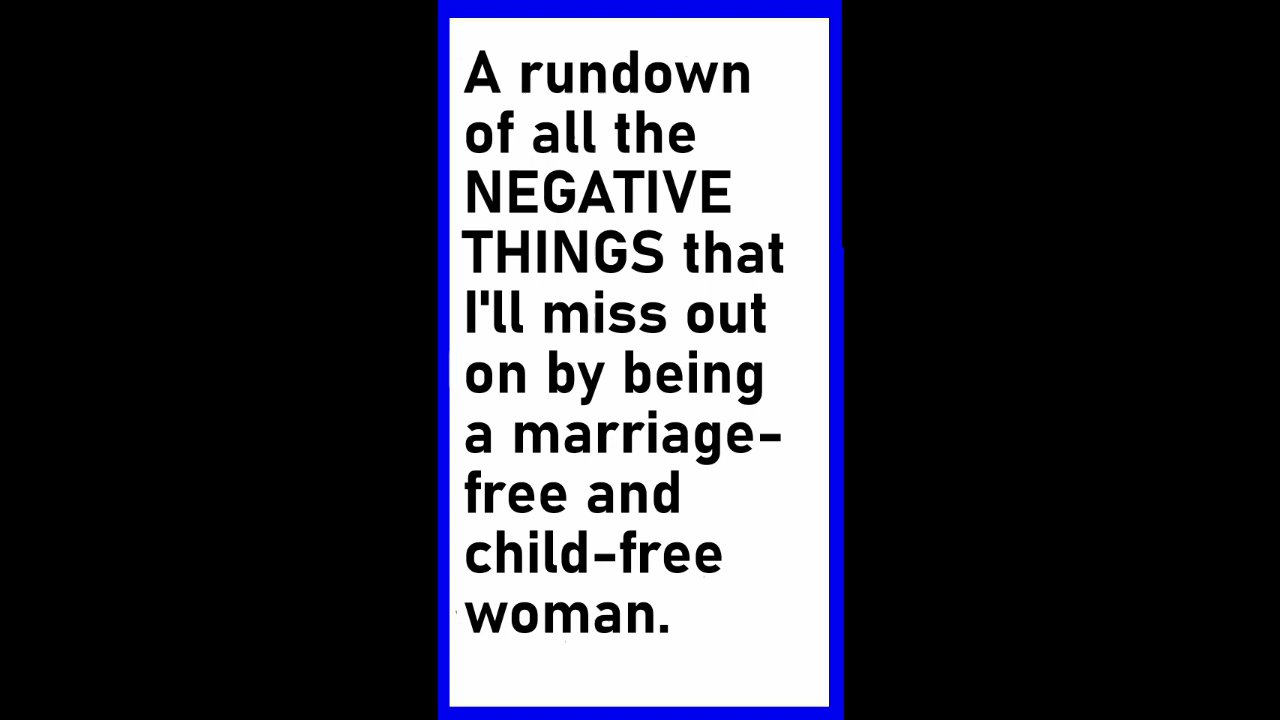 A rundown
of all the
NEGATIVE
THINGS that
I'll miss out
on by being
a marriage-
free and
child-free
woman.